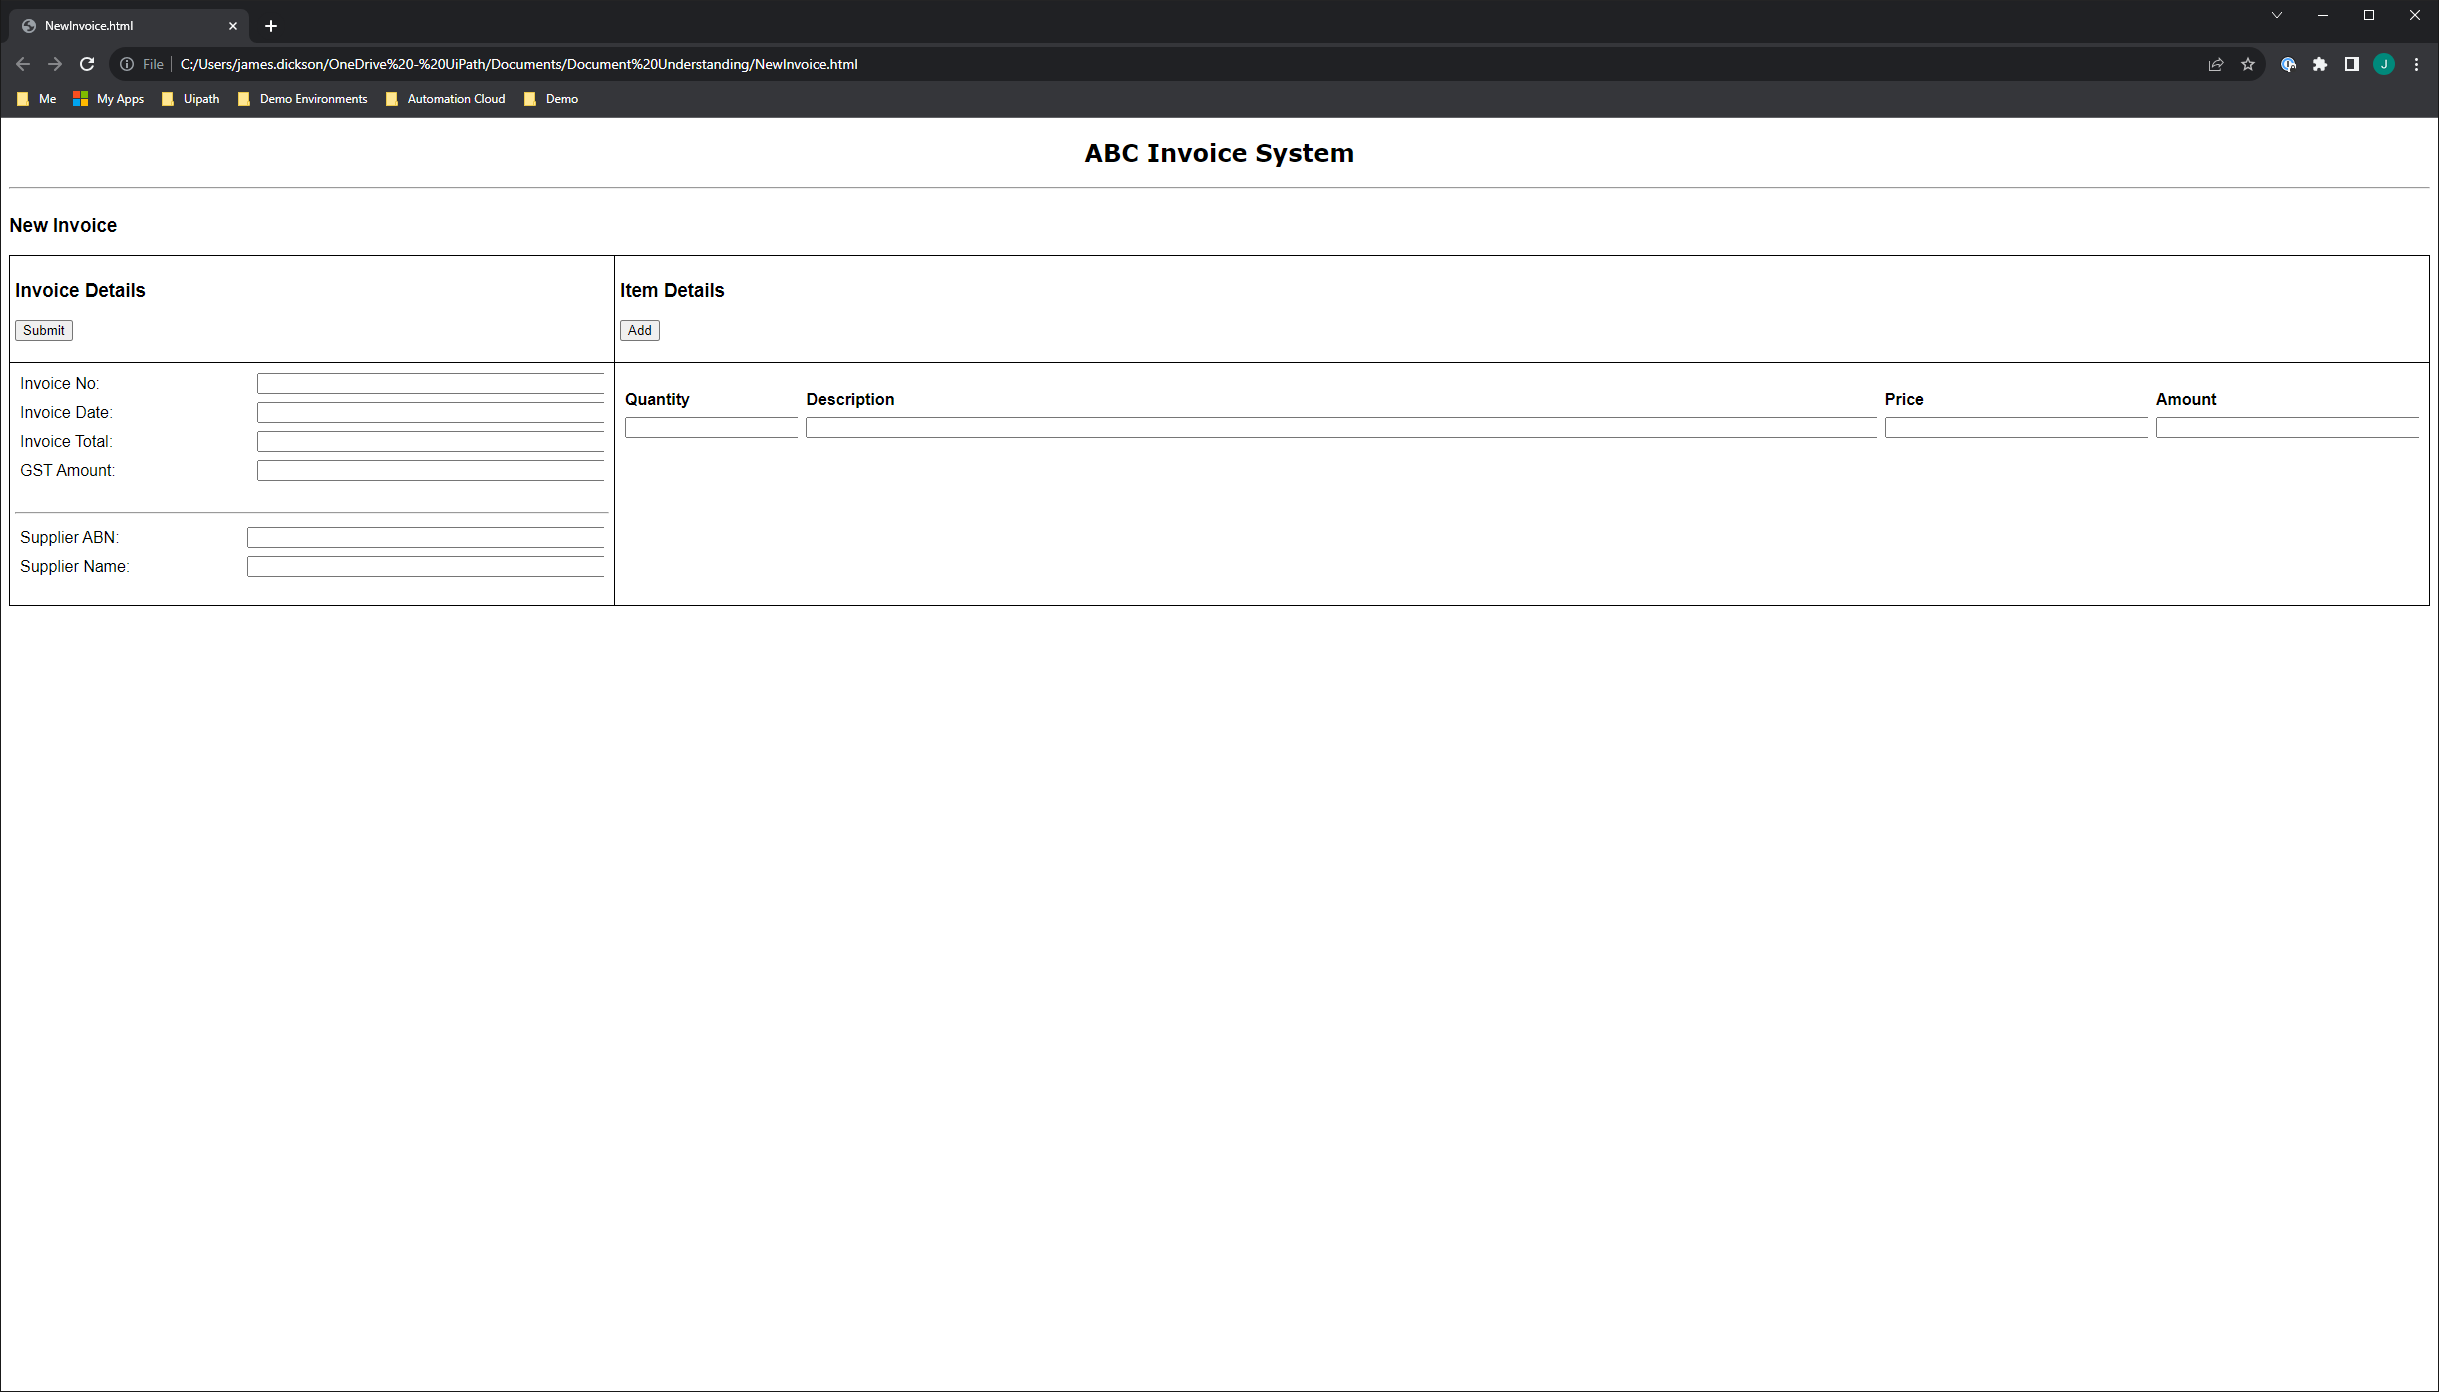 NewInvoice.html
File C:/Users/james.dickson/OneDrive%20-%20UiPath/Documents/Document%20Understanding/NewInvoice.html J
Me My Apps Uipath Demo Environments Automation Cloud Demo
ABC Invoice System
New Invoice
Invoice Details
Submit
Item Details
Add
Invoice No:
Invoice Date:
Invoice Total:
GST Amount:
Supplier ABN:
Supplier Name:
Quantity Description Price Amount